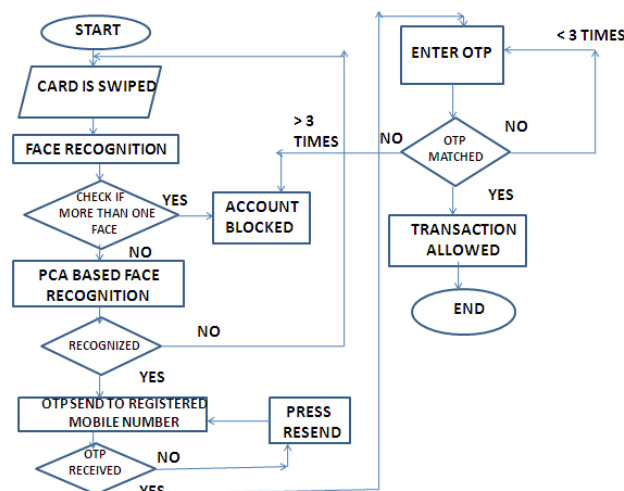 START
CARD IS SWIPED
FACE RECOGNITION
CHECK IF
MORE THAN ONE
FACE
YES
ACCOUNT
BLOCKED
NO
PCA BASED FACE
RECOGNITION
RECOGNIZED
NO
YES
OTP SEND TO REGISTERED
MOBILE NUMBER
PRESS
RESEND
OTP
RECEIVED
NO
YES
ENTER OTP
< 3 TIMES
OTP
MATCHED
NO
NO
> 3
TIMES
YES
TRANSACTION
ALLOWED
END